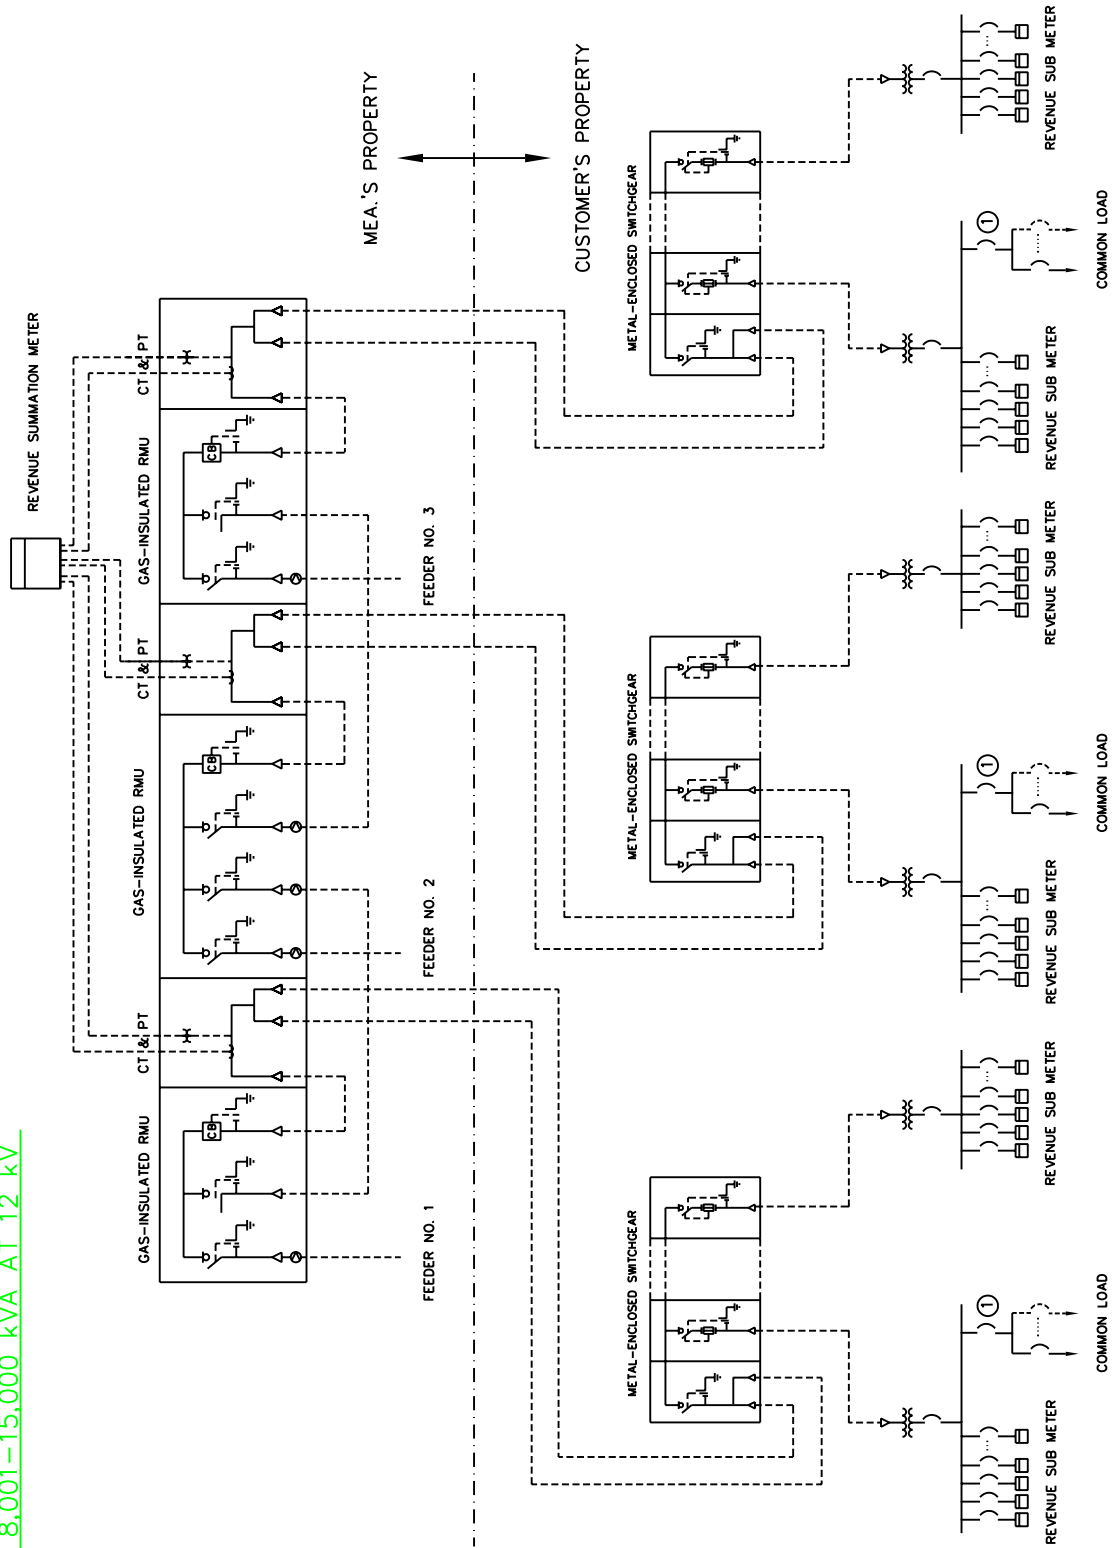 8,001-15,000 kVA AT 12 kV
REVENUE SUMMATION METER
GAS-INSULATED RMU
CT & PT
GAS-INSULATED RMU
CT & PT
GAS-INSULATED RMU
CT & PT
CB
CB
CB
MEA.'S PROPERTY
FEEDER NO. 1
FEEDER NO. 2
FEEDER NO. 3
CUSTOMER'S PROPERTY
METAL-ENCLOSED SWITCHGEAR
METAL-ENCLOSED SWITCHGEAR
METAL-ENCLOSED SWITCHGEAR
1
1
1
REVENUE SUB METER
REVENUE SUB METER
REVENUE SUB METER
REVENUE SUB METER
REVENUE SUB METER
REVENUE SUB METER
COMMON LOAD
COMMON LOAD
COMMON LOAD